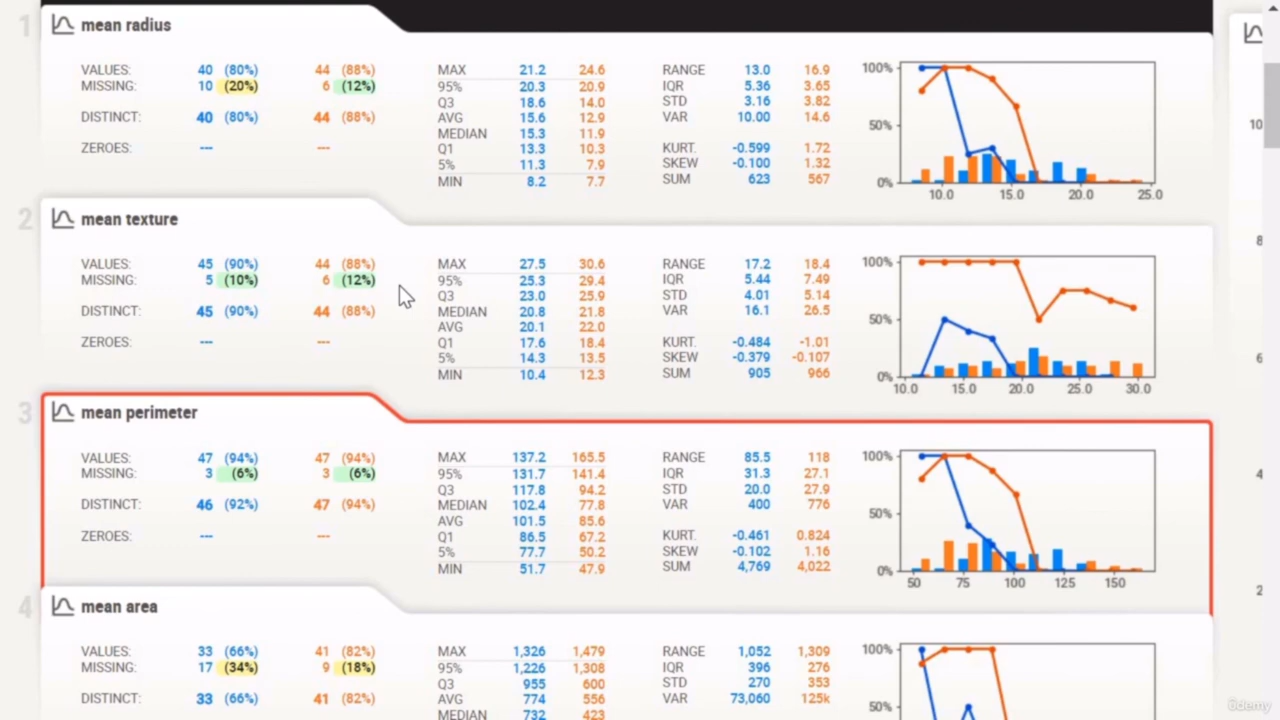 1 mean radius
VALUES: 40 (80%) 44 (88%)
MISSING: 10 (20%) 6 (12%)
DISTINCT: 40 (80%) 44 (88%)
ZEROES: --- ---
MAX 21.2 24.6
95% 20.3 20.9
Q3 18.6 14.0
AVG 15.6 12.9
MEDIAN 15.3 11.9
Q1 13.3 10.3
5% 11.3 7.9
MIN 8.2 7.7
RANGE 13.0 16.9
IQR 5.36 3.65
STD 3.16 3.82
VAR 10.00 14.6
KURT. -0.599 1.72
SKEW -0.100 1.32
SUM 623 567
100%
50%
0%
10.0 15.0 20.0 25.0
2 mean texture
VALUES: 45 (90%) 44 (88%)
MISSING: 5 (10%) 6 (12%)
DISTINCT: 45 (90%) 44 (88%)
ZEROES: --- ---
MAX 27.5 30.6
95% 25.3 29.4
Q3 23.0 25.9
MEDIAN 20.8 21.8
AVG 20.1 22.0
Q1 17.6 18.4
5% 14.3 13.5
MIN 10.4 12.3
RANGE 17.2 18.4
IQR 5.44 7.49
STD 4.01 5.14
VAR 16.1 26.5
KURT. -0.484 -1.01
SKEW -0.379 -0.107
SUM 905 966
100%
50%
0%
10.0 15.0 20.0 25.0 30.0
3 mean perimeter
VALUES: 47 (94%) 47 (94%)
MISSING: 3 (6%) 3 (6%)
DISTINCT: 46 (92%) 47 (94%)
ZEROES: --- ---
MAX 137.2 165.5
95% 131.7 141.4
Q3 117.8 94.2
MEDIAN 102.4 77.8
AVG 101.5 85.6
Q1 86.5 67.2
5% 77.7 50.2
MIN 51.7 47.9
RANGE 85.5 118
IQR 31.3 27.1
STD 20.0 27.9
VAR 400 776
KURT. -0.461 0.824
SKEW -0.102 1.16
SUM 4,769 4,022
100%
50%
0%
50 75 100 125 150
4 mean area
VALUES: 33 (66%) 41 (82%)
MISSING: 17 (34%) 9 (18%)
DISTINCT: 33 (66%) 41 (82%)
MAX 1,326 1,479
95% 1,226 1,308
Q3 955 600
AVG 774 556
MEDIAN 732 423
RANGE 1,052 1,309
IQR 396 276
STD 270 353
VAR 73,060 125k
100%
50%
10
8
6
4
2
ûdemy